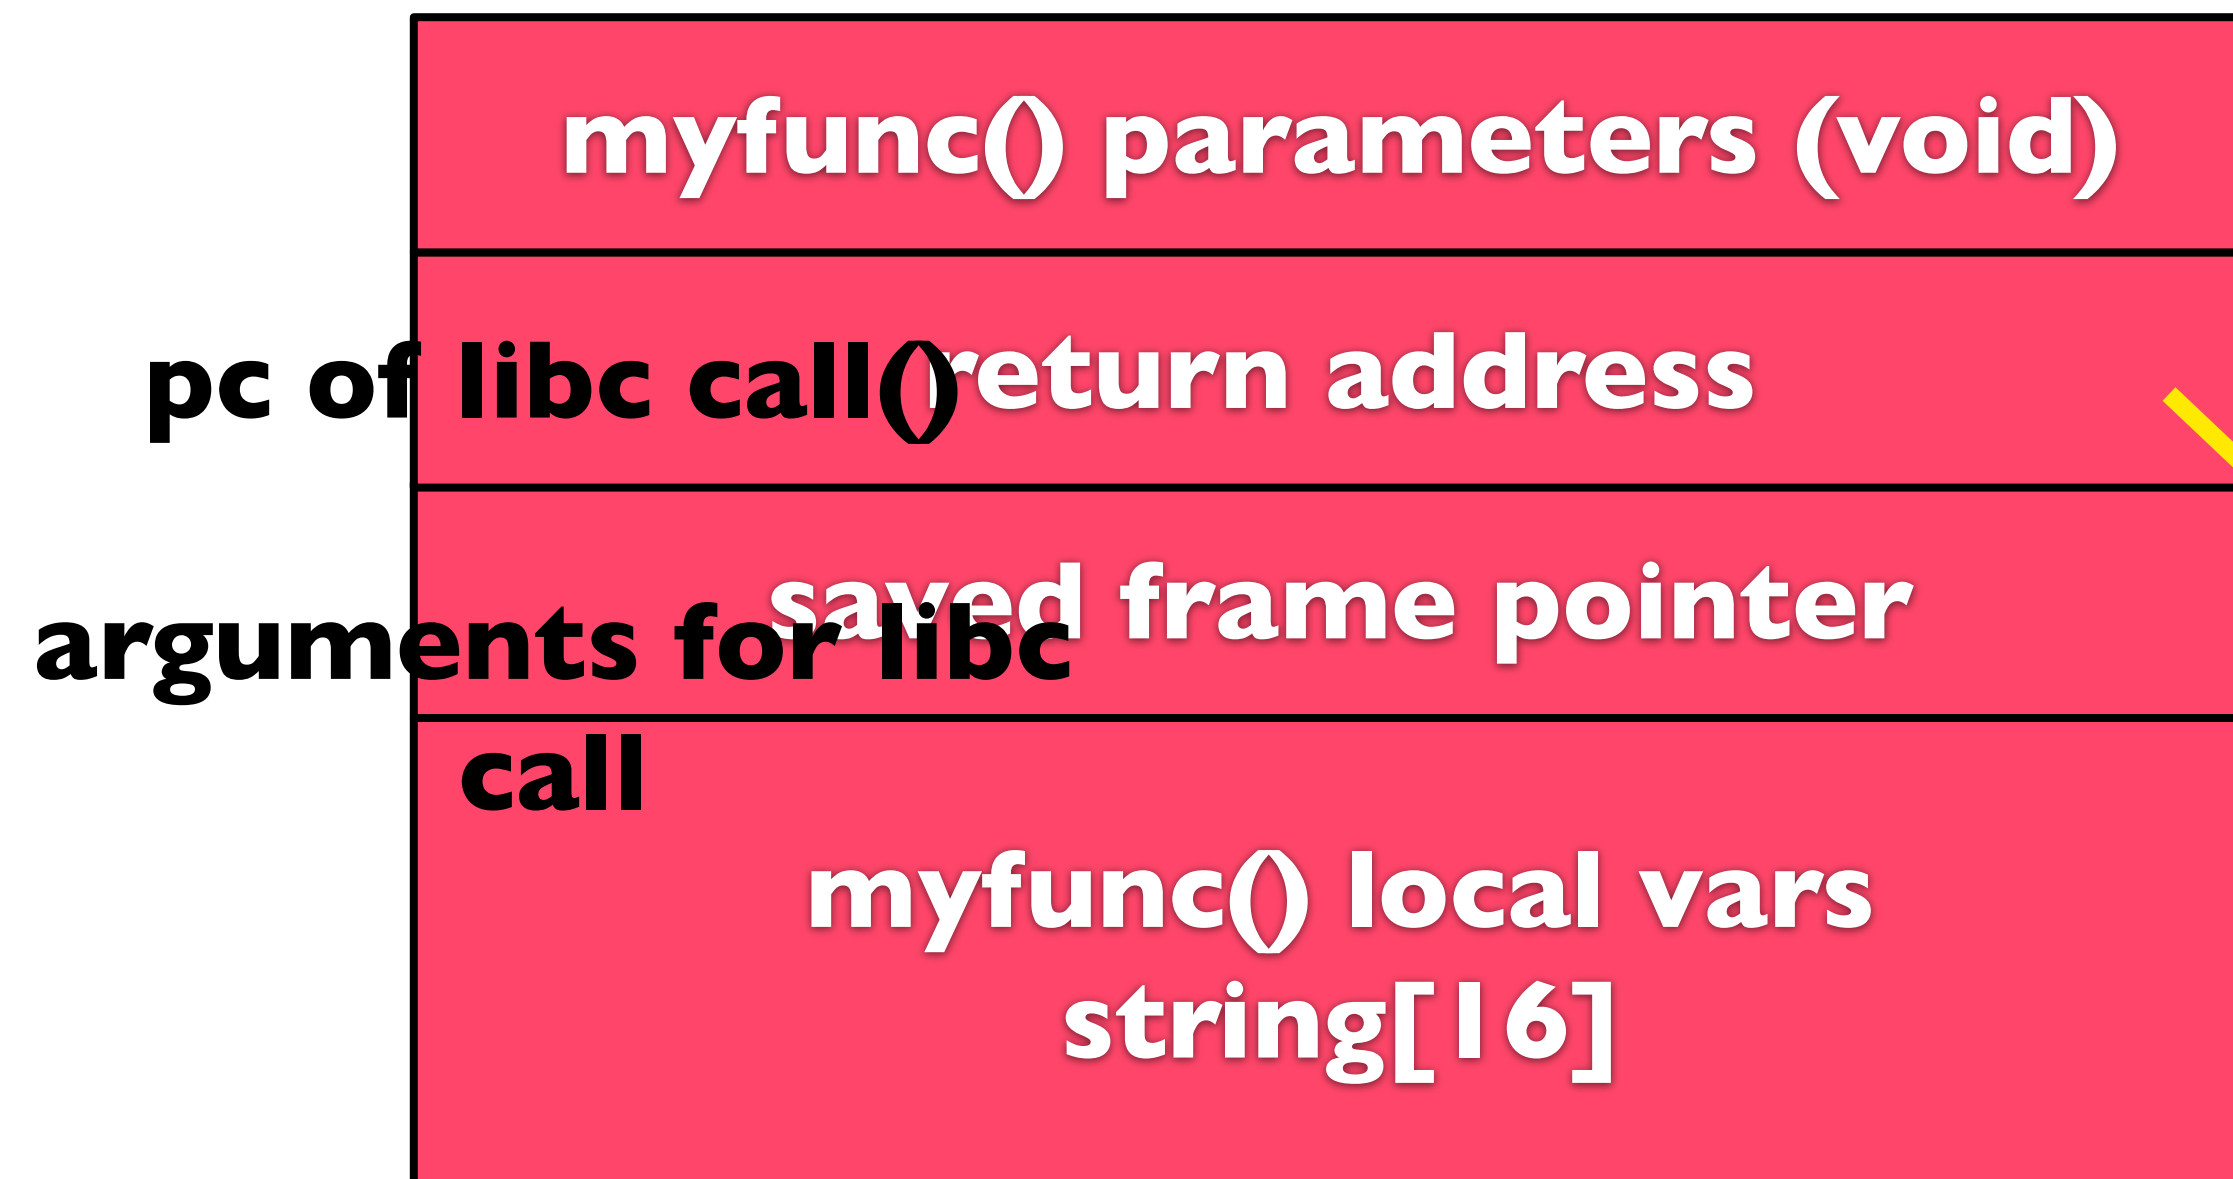 myfunc() parameters (void)
pc of libc call()
return address
saved frame pointer
arguments for libc
call
myfunc() local vars
string[16]